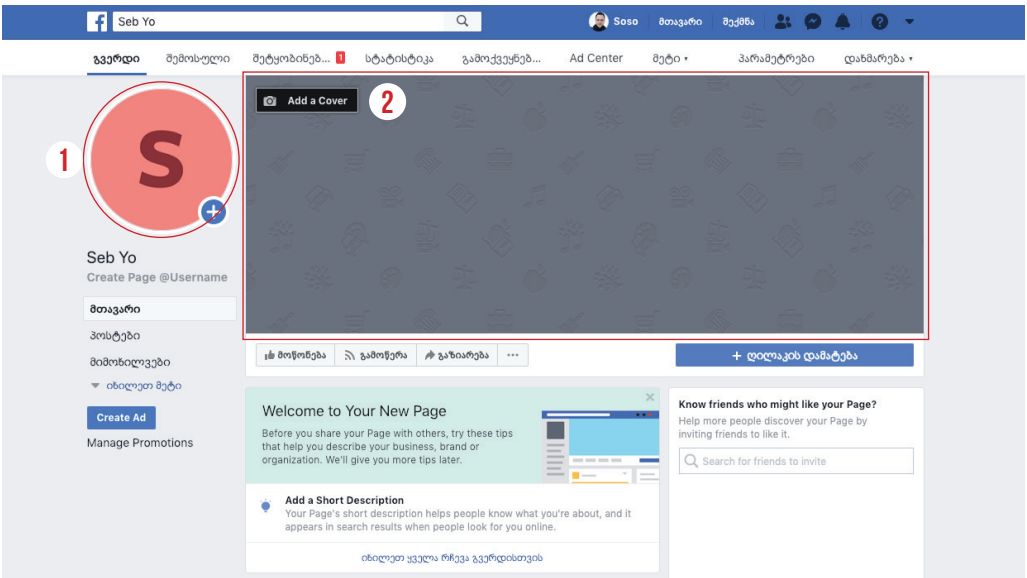 Seb Yo
Soso მთავარი შექმნა
გვერდი შემოსული შეტყობინებ... 1 სტატისტიკა გამოქვეყნებ... Ad Center მეტი პარამეტრები დახმარება
Add a Cover 2
1
S
Seb Yo
Create Page @Username
მთავარი
პოსტები
მიმოხილვები
იხილეთ მეტი
Create Ad
Manage Promotions
მოწონება გამოწერა გაზიარება ...
+ ღილაკის დამატება
Welcome to Your New Page
Before you share your Page with others, try these tips
that help you describe your business, brand or
organization. We'll give you more tips later.
Add a Short Description
Your Page's short description helps people know what you're about, and it
appears in search results when people look for you online.
იხილეთ ყველა რჩევა გვერდისთვის
Know friends who might like your Page?
Help more people discover your Page by
inviting friends to like it.
Search for friends to invite